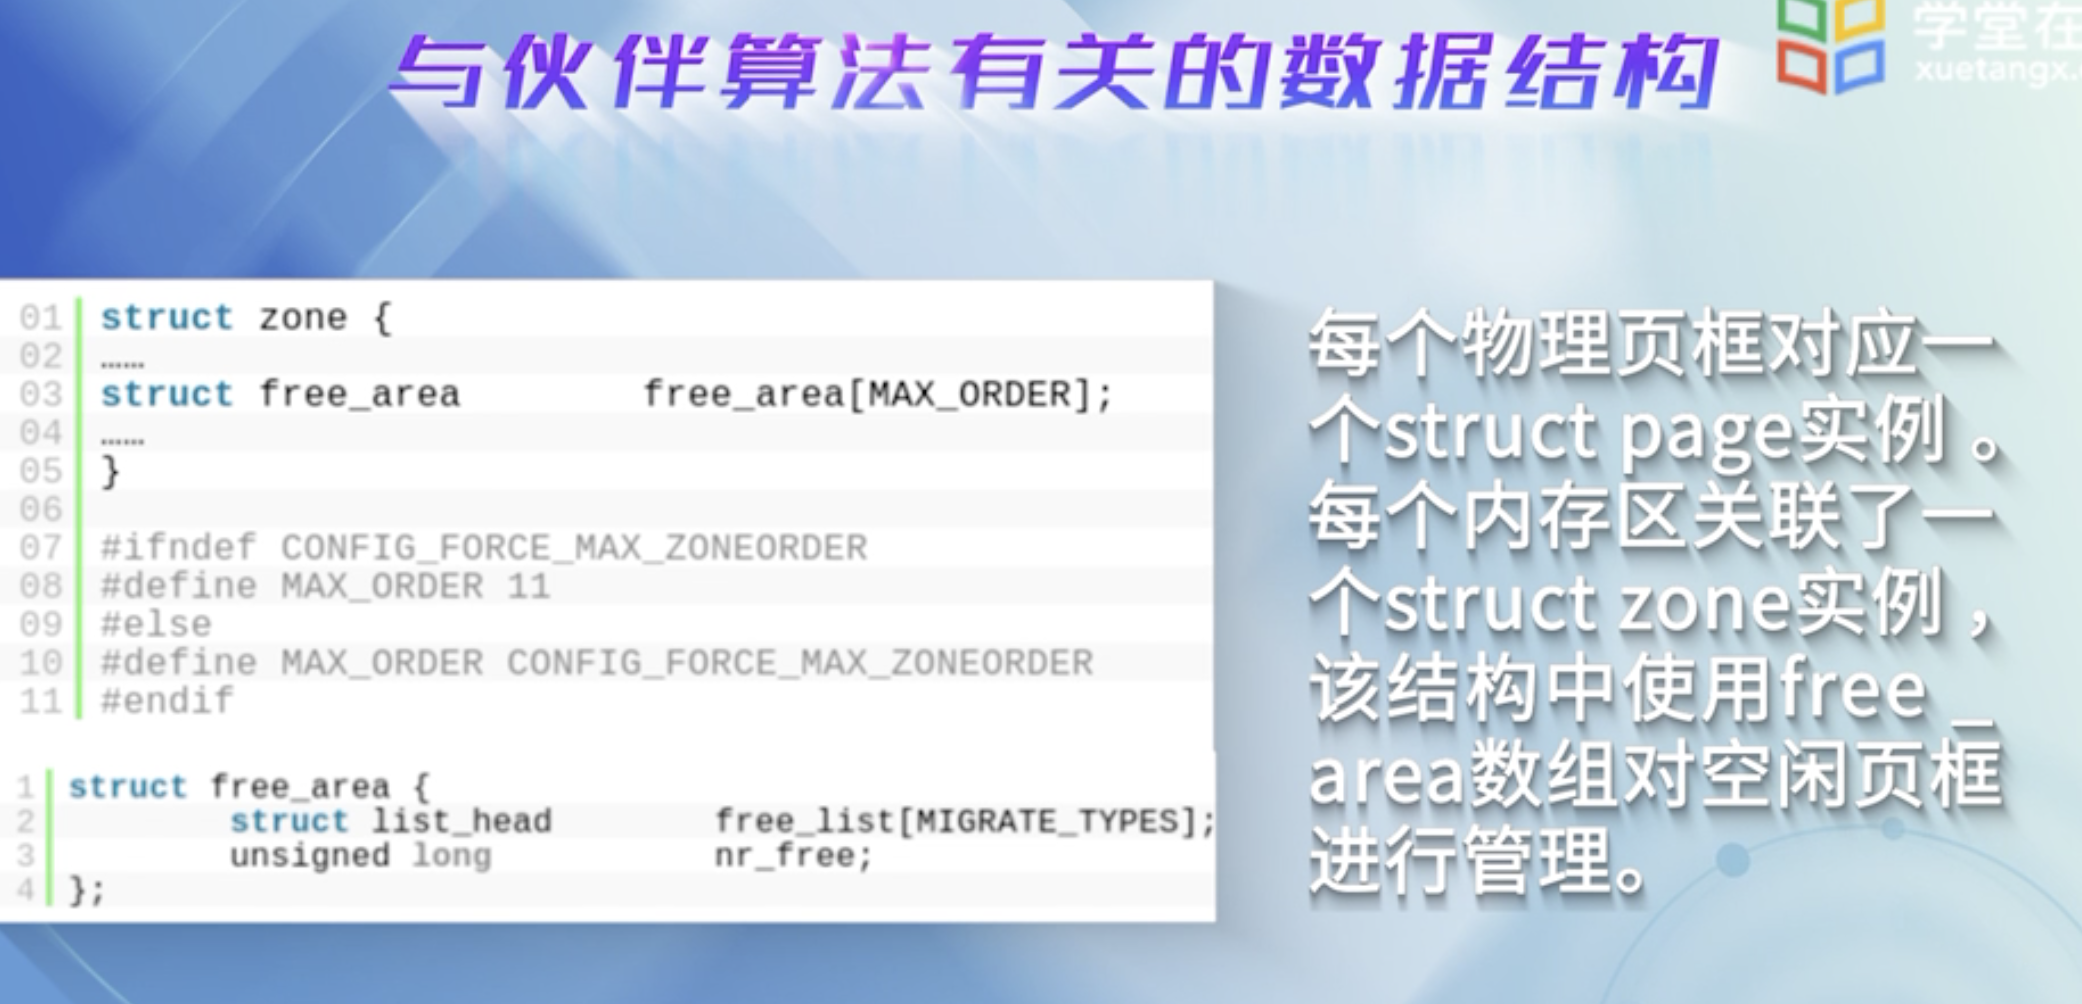 与伙伴算法有关的数据结构
学堂在
xuetangx.
01 struct zone {
02 ……
03 struct free_area free_area[MAX_ORDER];
04 ……
05 }
06
07 #ifndef CONFIG_FORCE_MAX_ZONEORDER
08 #define MAX_ORDER 11
09 #else
10 #define MAX_ORDER CONFIG_FORCE_MAX_ZONEORDER
11 #endif
1 struct free_area {
2 struct list_head free_list[MIGRATE_TYPES];
3 unsigned long nr_free;
4 };
每个物理页框对应一
个struct page实例 。
每个内存区关联了一
个struct zone实例 ，
该结构中使用free _
area数组对空闲页框
进行管理。